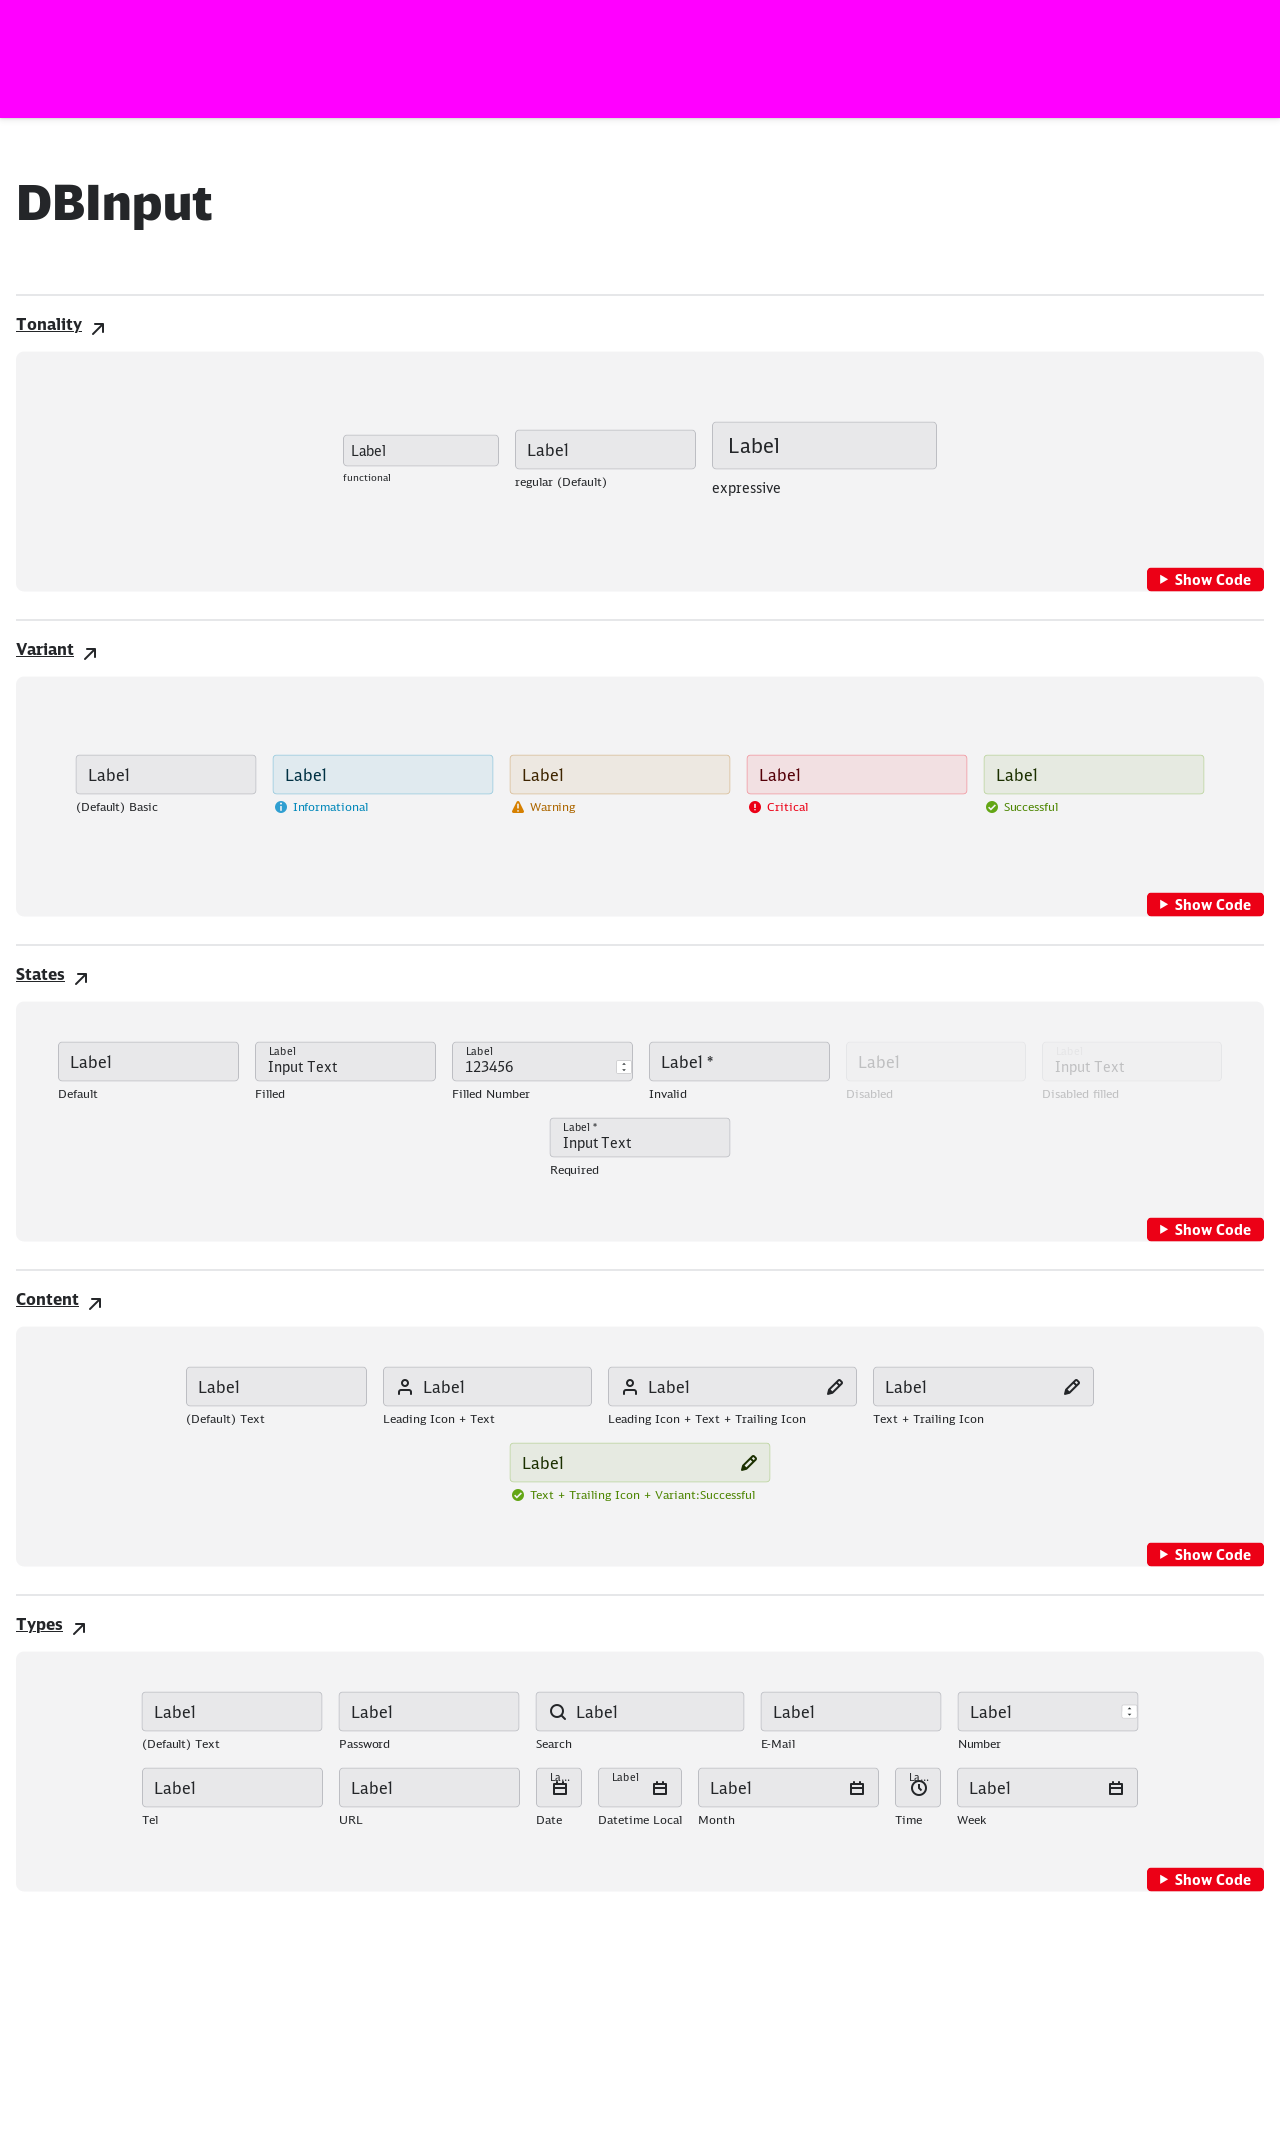 DBInput
Tonality
Label Label Label
functional regular (Default) expressive
Show Code
Variant
Label Label Label Label Label
(Default) Basic Informational Warning Critical Successful
Show Code
States
Label Label Label Label * Label Label
Input Text 123456 Input Text
Default Filled Filled Number Invalid Disabled Disabled filled
Label *
Input Text
Required
Show Code
Content
Label Label Label Label
(Default) Text Leading Icon + Text Leading Icon + Text + Trailing Icon Text + Trailing Icon
Label
Text + Trailing Icon + Variant:Successful
Show Code
Types
Label Label Label Label Label
(Default) Text Password Search E-Mail Number
Label Label La... Label Label La... Label
Tel URL Date Datetime Local Month Time Week
Show Code